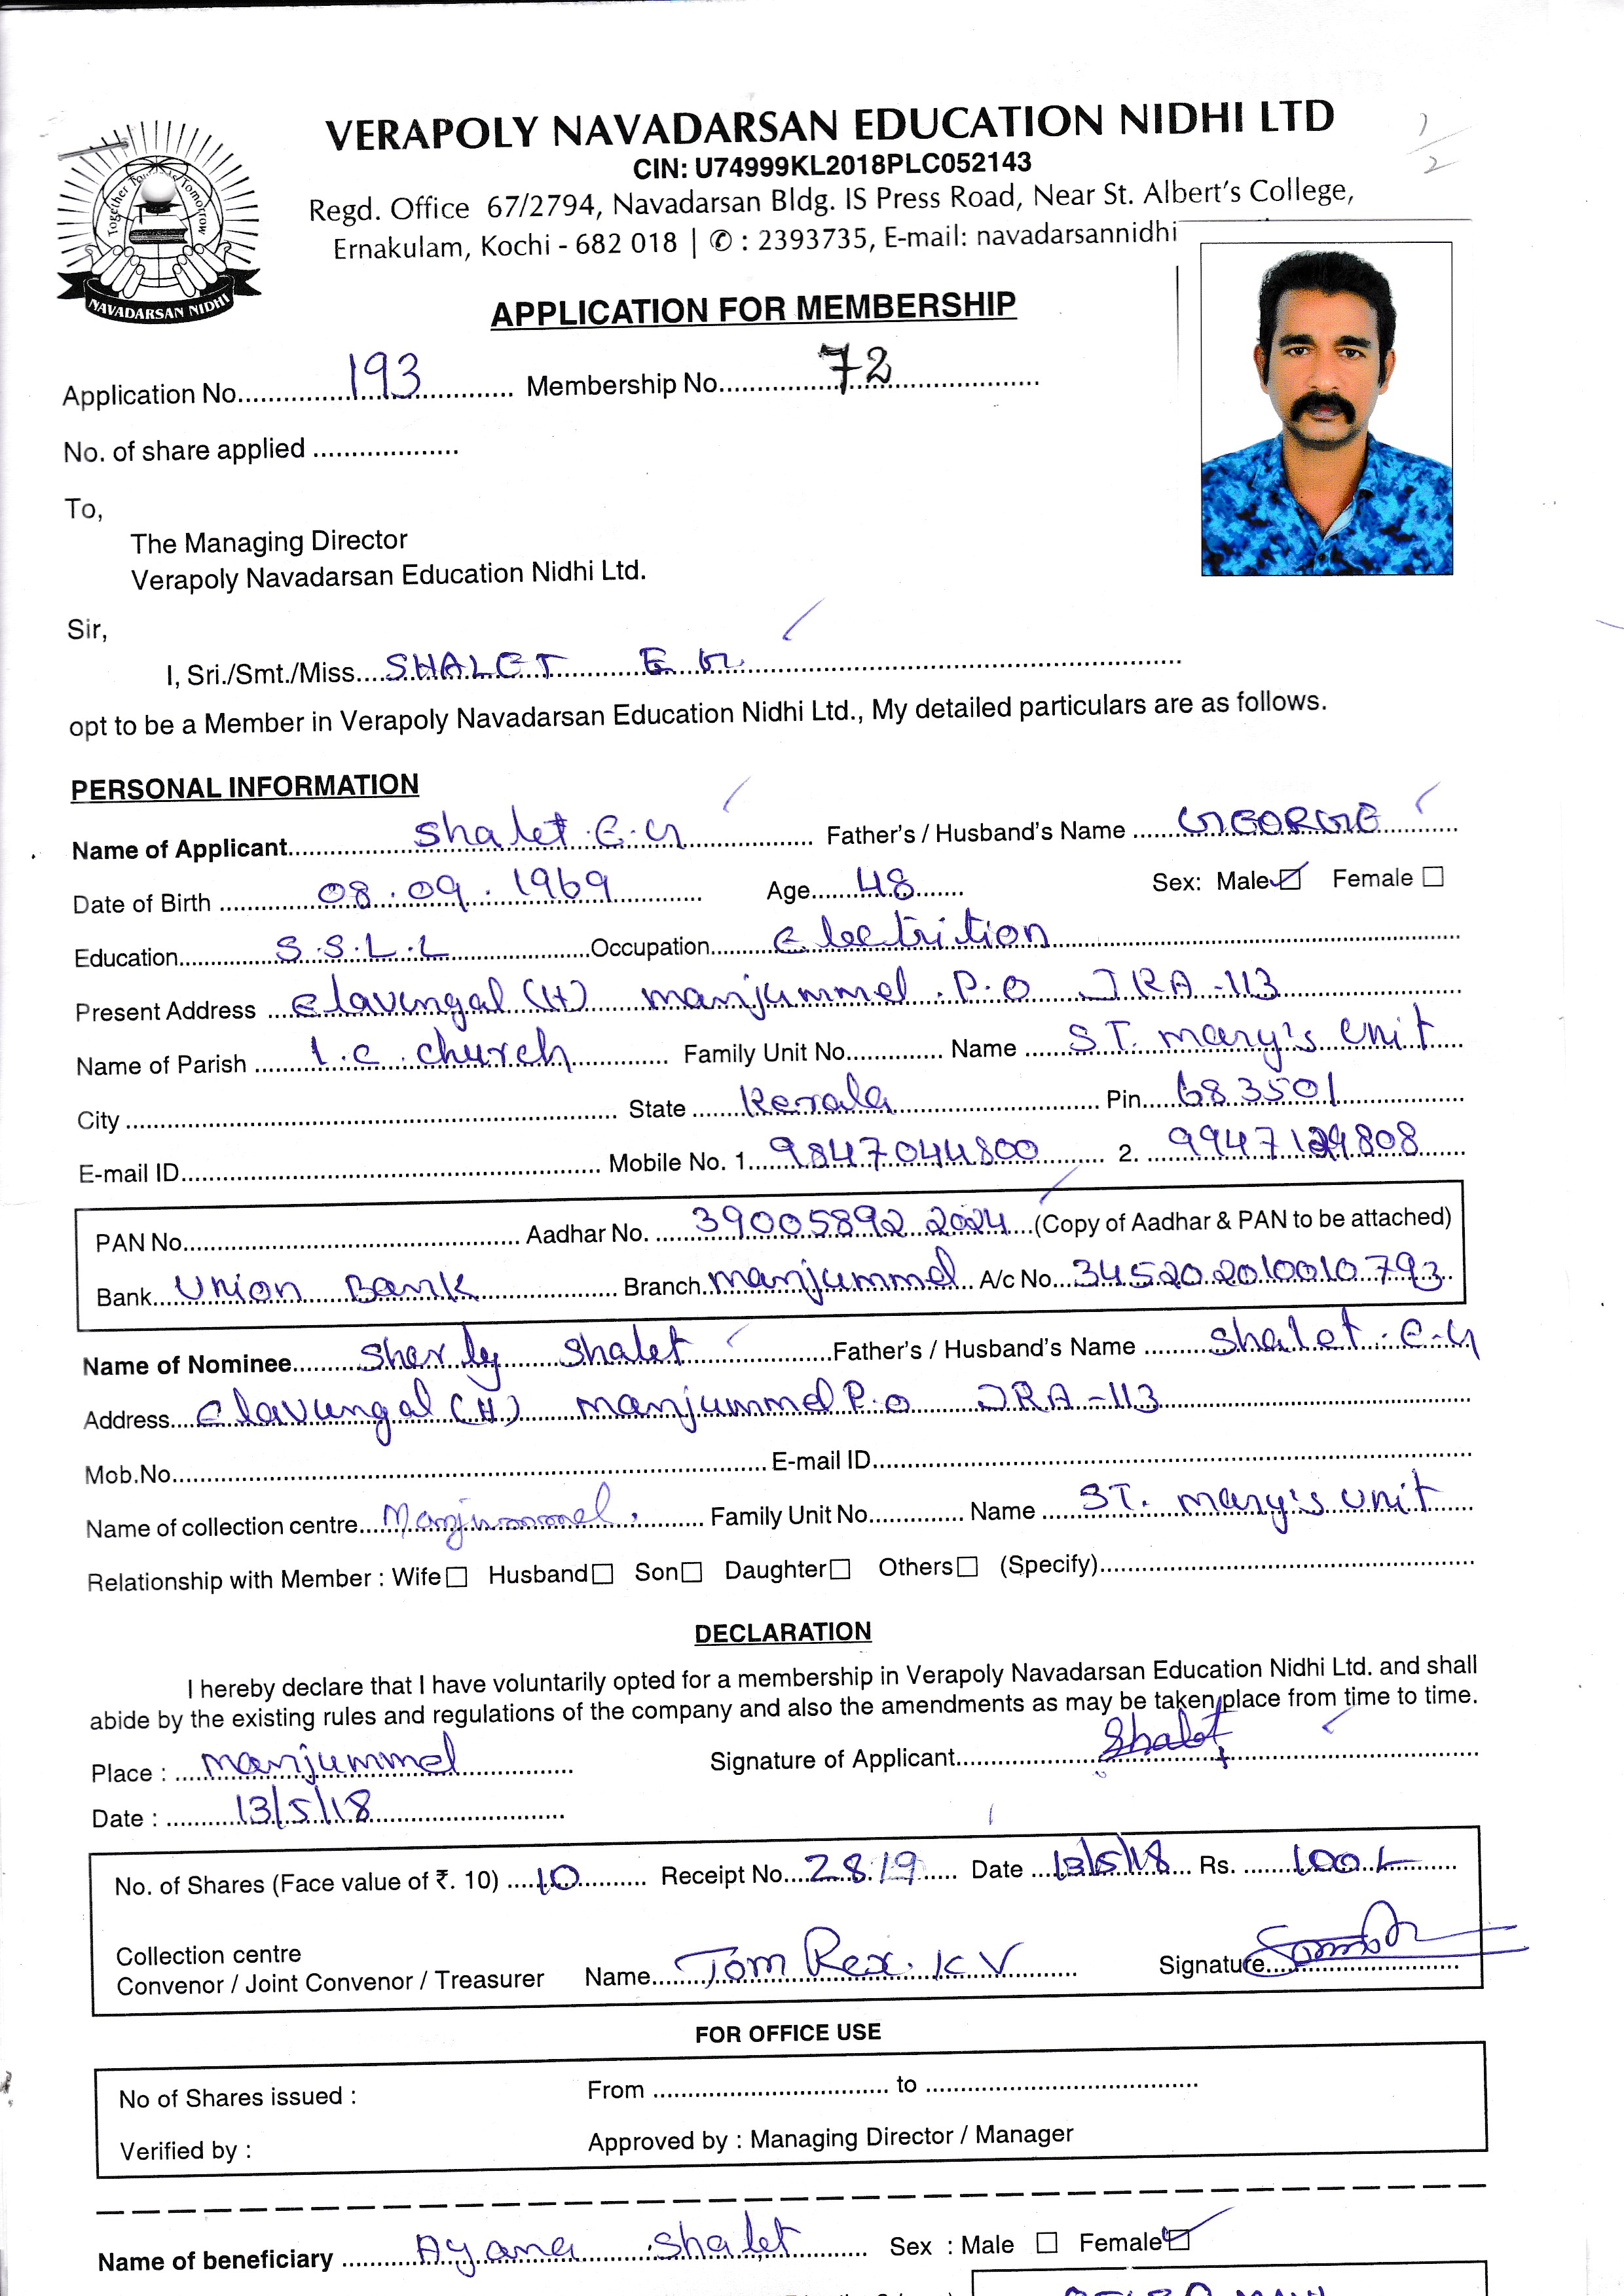 VERAPOLY NAVADARSAN EDUCATION NIDHI LTD
CIN: U74999KL2018PLC052143
Regd. Office 67/2794, Navadarsan Bldg. IS Press Road, Near St. Albert's College,
Ernakulam, Kochi - 682 018 | ✆ : 2393735, E-mail: navadarsannidhi
Together Towards Tomorrow
NAVADARSAN NIDHI
1/2
APPLICATION FOR MEMBERSHIP
Application No. 193 Membership No. 72
No. of share applied
To,
The Managing Director
Verapoly Navadarsan Education Nidhi Ltd.
Sir,
I, Sri./Smt./Miss. SHALET E G
opt to be a Member in Verapoly Navadarsan Education Nidhi Ltd., My detailed particulars are as follows.
PERSONAL INFORMATION
Name of Applicant Shalet . E . G Father's / Husband's Name GEORGE
Date of Birth 08 . 09 . 1969 Age 48 Sex: Male Female
Education S.S.L.L Occupation Electrition
Present Address Elavungal (H) manjummel . P.O JRA-113
Name of Parish I.C. church Family Unit No. Name ST. mary's unit
City State Kerala Pin 683501
E-mail ID Mobile No. 1. 9847044800 2. 9947129808
PAN No. Aadhar No. 39005892 2024 (Copy of Aadhar & PAN to be attached)
Bank Union Bank Branch manjummel A/c No. 345202010010793
Name of Nominee Sherly Shalet Father's / Husband's Name Shalet . E.G
Address Elavungal (H) manjummel P.O JRA-113
Mob.No. E-mail ID
Name of collection centre Manjummel . Family Unit No. Name ST. mary's unit
Relationship with Member : Wife Husband Son Daughter Others (Specify)
DECLARATION
I hereby declare that I have voluntarily opted for a membership in Verapoly Navadarsan Education Nidhi Ltd. and shall
abide by the existing rules and regulations of the company and also the amendments as may be taken place from time to time.
Place : manjummel Signature of Applicant Shalet
Date : 13/5/18
No. of Shares (Face value of ₹. 10) 10 Receipt No. 2819 Date 13/5/18 Rs. 100/-
Collection centre
Convenor / Joint Convenor / Treasurer Name Tom Rex. K V Signature
FOR OFFICE USE
No of Shares issued : From to
Verified by : Approved by : Managing Director / Manager
Name of beneficiary Ayana Shalet Sex : Male Female